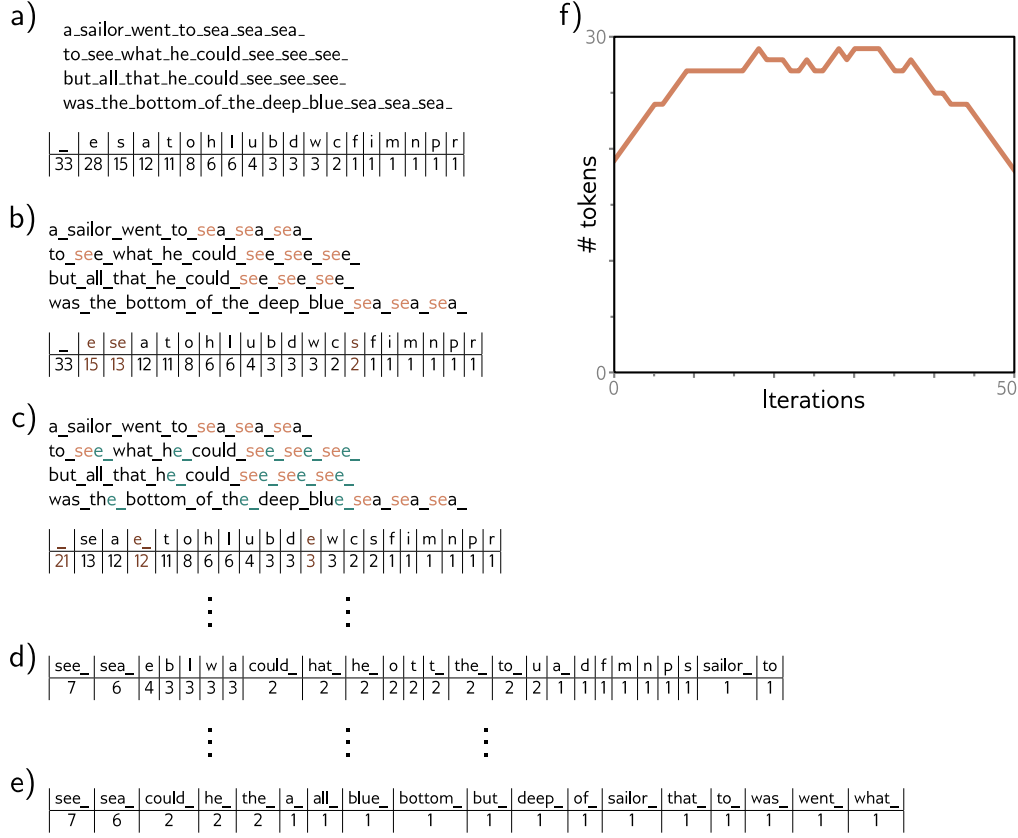 a)
a_sailor_went_to_sea_sea_sea_
to_see_what_he_could_see_see_see_
but_all_that_he_could_see_see_see_
was_the_bottom_of_the_deep_blue_sea_sea_sea_
_ e s a t o h l u b d w c f i m n p r
33 28 15 12 11 8 6 6 4 3 3 3 2 1 1 1 1 1 1
b)
a_sailor_went_to_sea_sea_sea_
to_see_what_he_could_see_see_see_
but_all_that_he_could_see_see_see_
was_the_bottom_of_the_deep_blue_sea_sea_sea_
_ e se a t o h l u b d w c s f i m n p r
33 15 13 12 11 8 6 6 4 3 3 3 2 2 1 1 1 1 1 1
c)
a_sailor_went_to_sea_sea_sea_
to_see_what_he_could_see_see_see_
but_all_that_he_could_see_see_see_
was_the_bottom_of_the_deep_blue_sea_sea_sea_
_ se a e_ t o h l u b d e w c s f i m n p r
21 13 12 12 11 8 6 6 4 3 3 3 3 2 2 1 1 1 1 1 1
d)
see_ sea_ e b l w a could_ hat_ he_ o t t_ the_ to_ u a_ d f m n p s sailor_ to
7 6 4 3 3 3 3 2 2 2 2 2 2 2 2 2 1 1 1 1 1 1 1 1 1
e)
see_ sea_ could_ he_ the_ a_ all_ blue_ bottom_ but_ deep_ of_ sailor_ that_ to_ was_ went_ what_
7 6 2 2 2 1 1 1 1 1 1 1 1 1 1 1 1 1
f)
30
# tokens
0
0
50
Iterations